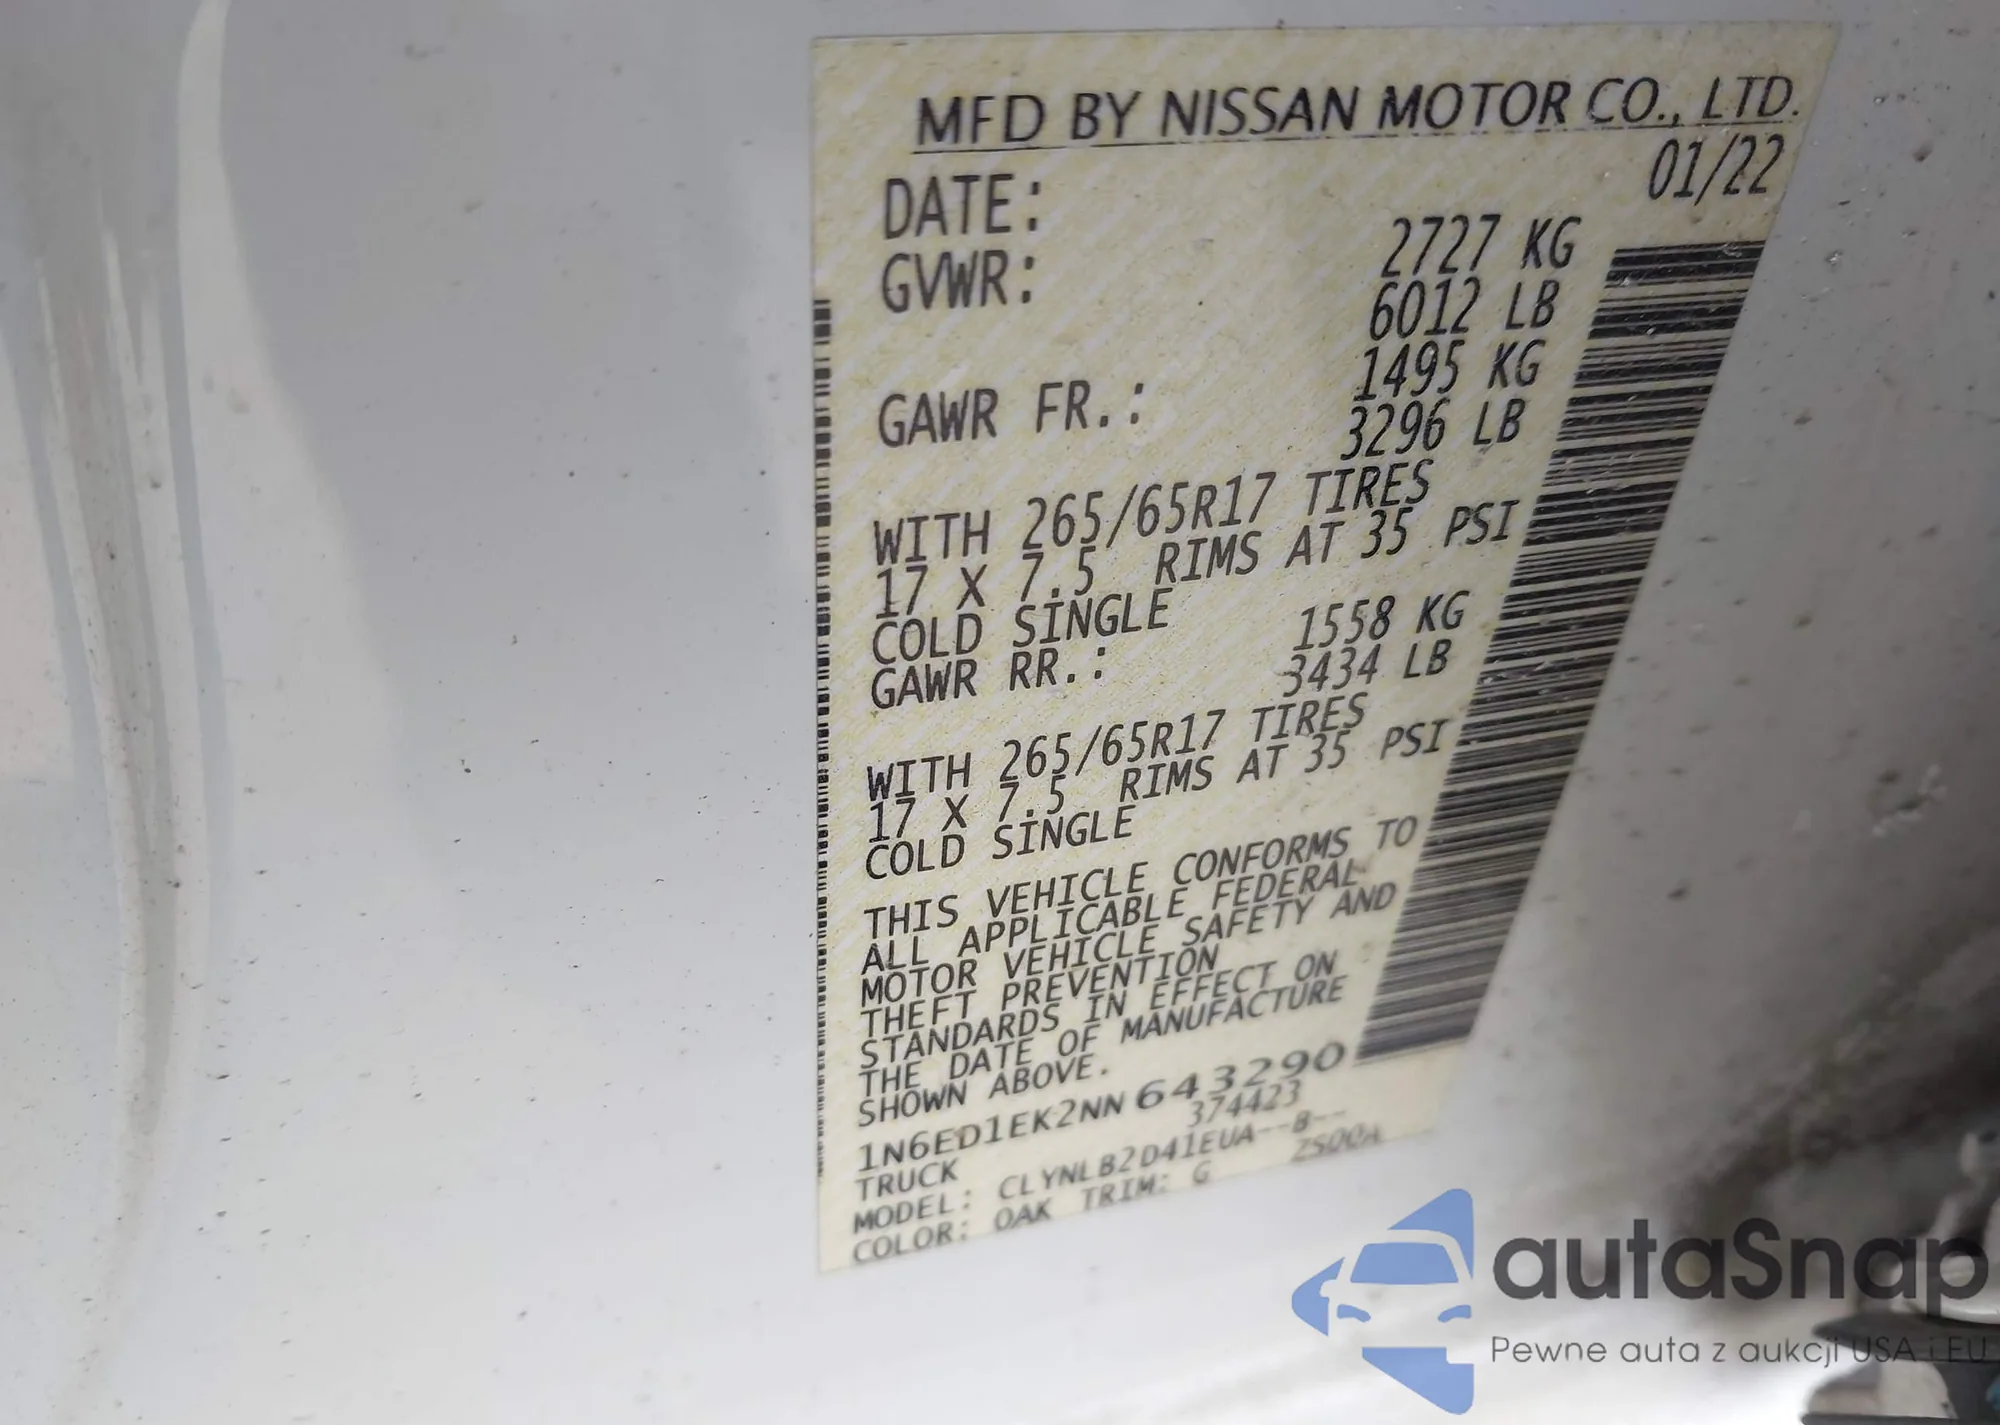 MFD BY NISSAN MOTOR CO., LTD.
DATE: 01/22
GVWR: 2727 KG
6012 LB
GAWR FR.: 1495 KG
3296 LB
WITH 265/65R17 TIRES
17 X 7.5 RIMS AT 35 PSI
COLD SINGLE
GAWR RR.: 1558 KG
3434 LB
WITH 265/65R17 TIRES
17 X 7.5 RIMS AT 35 PSI
COLD SINGLE
THIS VEHICLE CONFORMS TO
ALL APPLICABLE FEDERAL
MOTOR VEHICLE SAFETY AND
THEFT PREVENTION
STANDARDS IN EFFECT ON
THE DATE OF MANUFACTURE
SHOWN ABOVE.
1N6ED1EK2NN643290
TRUCK 374423
MODEL: CLYNLB2D41EUA--B--
COLOR: QAK TRIM: G ZS00A
autaSnap
Pewne auta z aukcji USA i EU